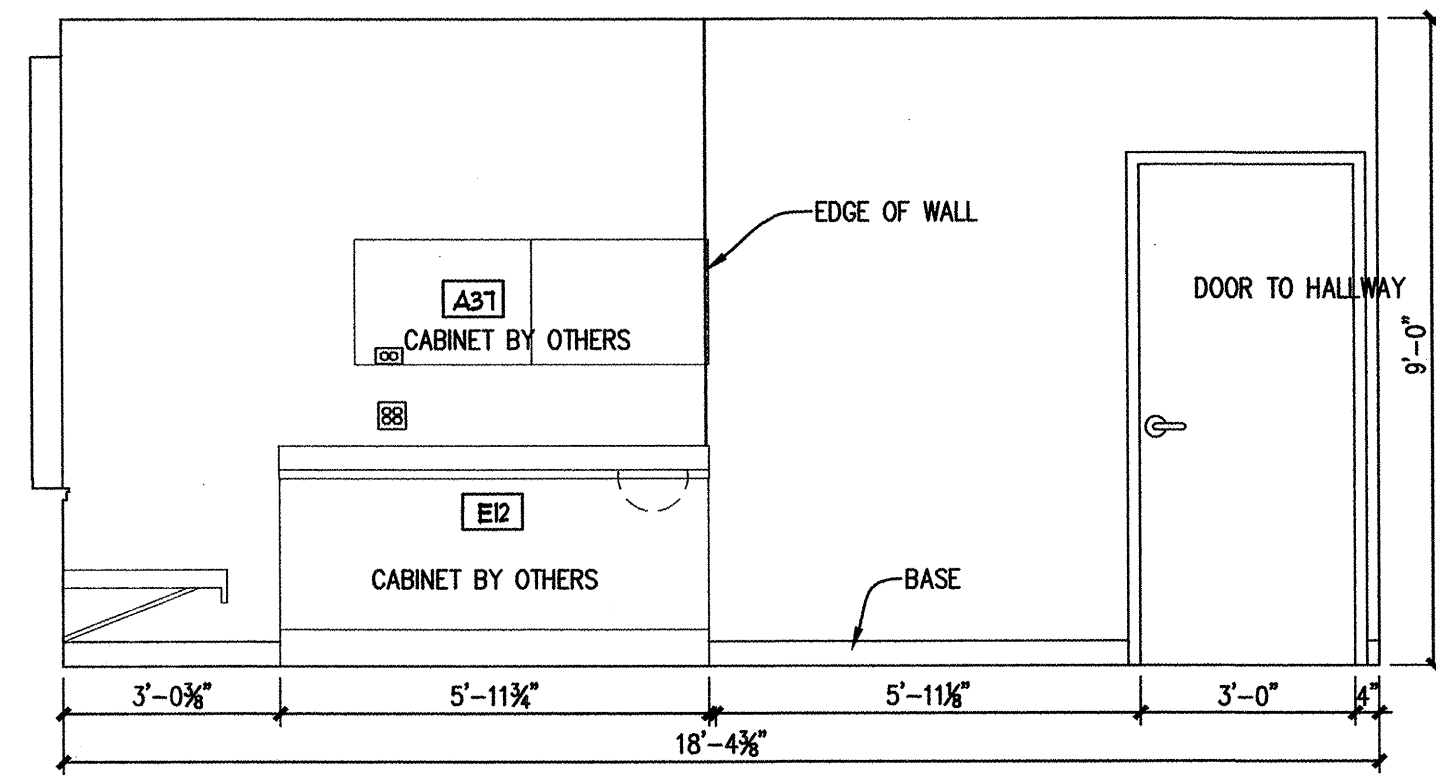 EDGE OF WALL
A37
DOOR TO HALLWAY
CABINET BY OTHERS
9'-0"
E12
CABINET BY OTHERS
BASE
3'-0⅜" 5'-11¾" 5'-11⅛" 3'-0" 4"
18'-4⅜"